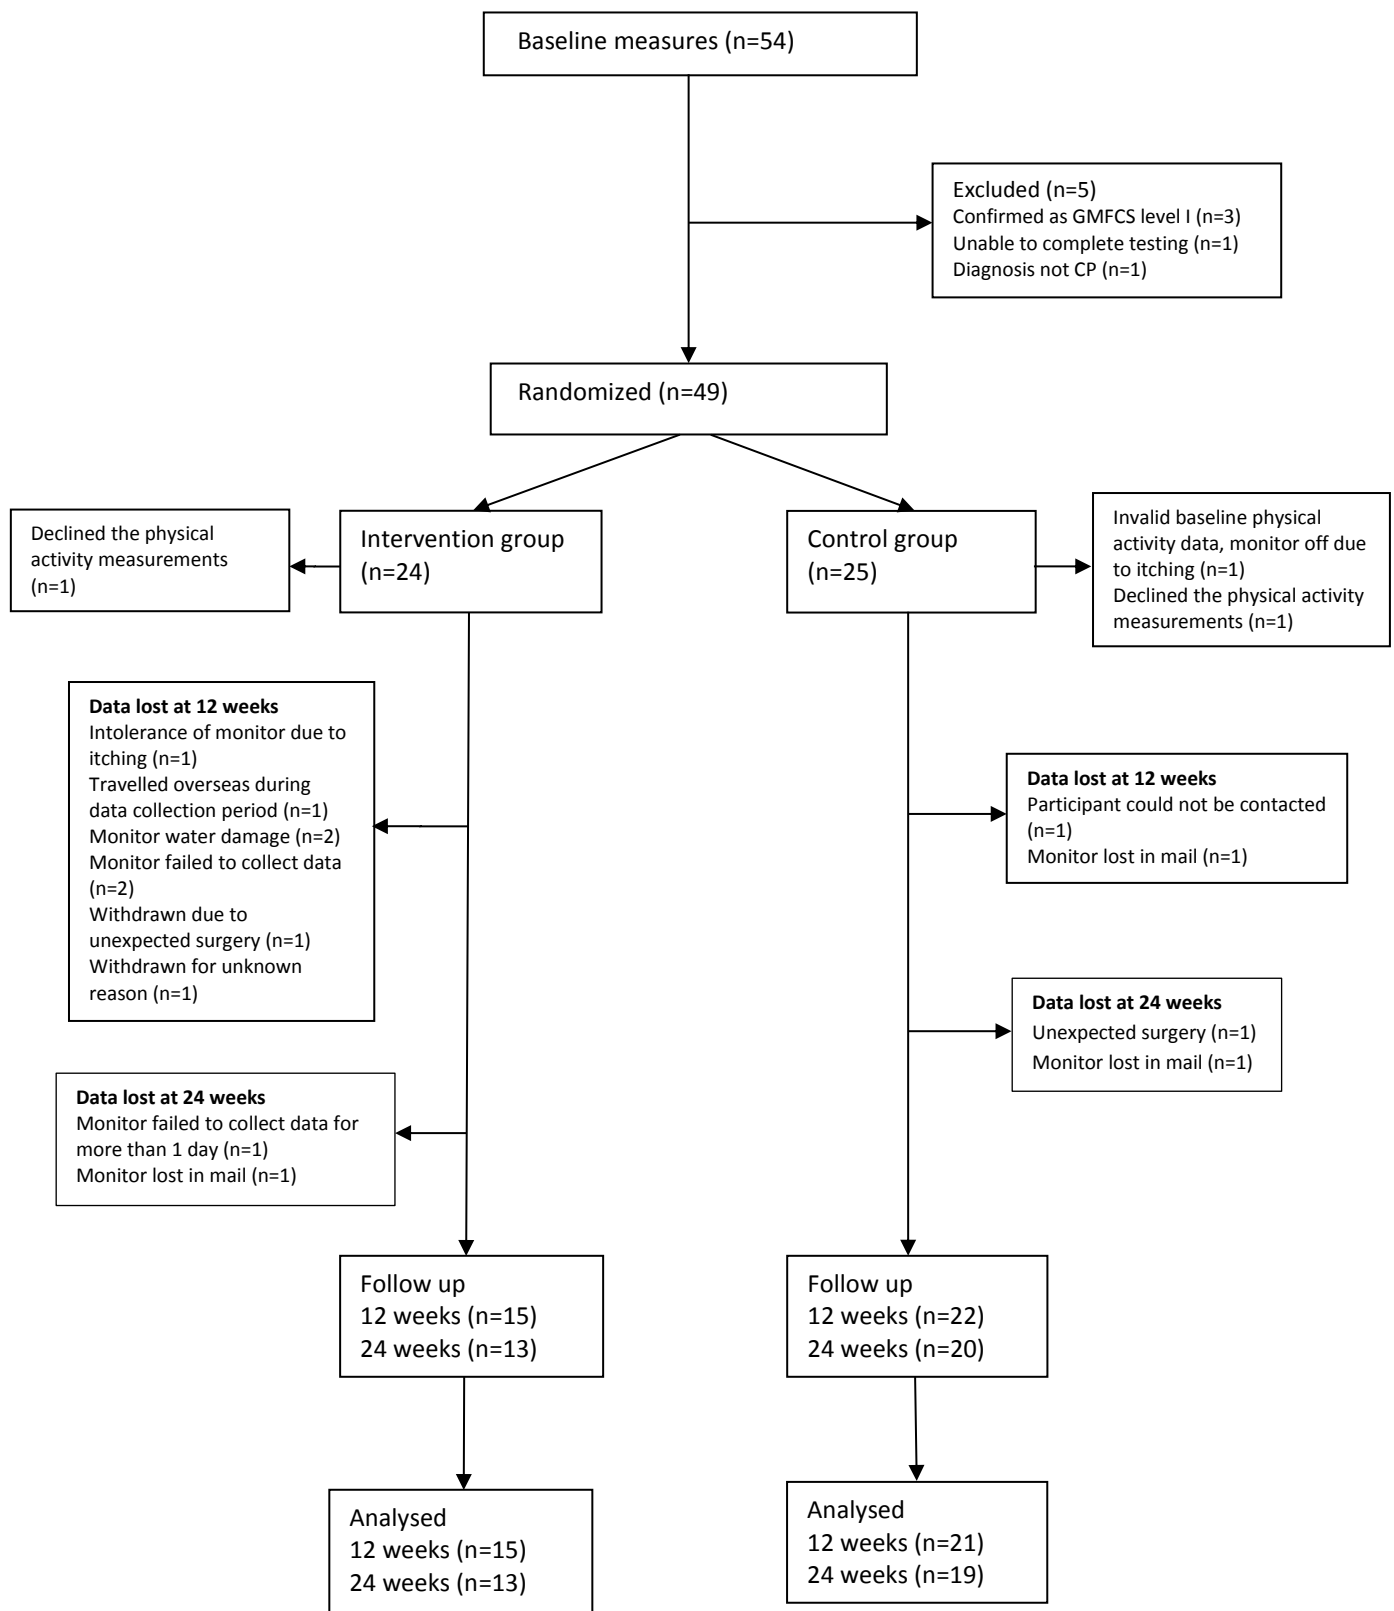 Baseline measures (n=54)
Excluded (n=5)
Confirmed as GMFCS level I (n=3)
Unable to complete testing (n=1)
Diagnosis not CP (n=1)
Randomized (n=49)
Declined the physical
activity measurements
(n=1)
Intervention group
(n=24)
Control group
(n=25)
Invalid baseline physical
activity data, monitor off due
to itching (n=1)
Declined the physical activity
measurements (n=1)
Data lost at 12 weeks
Intolerance of monitor due to
itching (n=1)
Travelled overseas during
data collection period (n=1)
Monitor water damage (n=2)
Monitor failed to collect data
(n=2)
Withdrawn due to
unexpected surgery (n=1)
Withdrawn for unknown
reason (n=1)
Data lost at 12 weeks
Participant could not be contacted
(n=1)
Monitor lost in mail (n=1)
Data lost at 24 weeks
Unexpected surgery (n=1)
Monitor lost in mail (n=1)
Data lost at 24 weeks
Monitor failed to collect data for
more than 1 day (n=1)
Monitor lost in mail (n=1)
Follow up
12 weeks (n=15)
24 weeks (n=13)
Follow up
12 weeks (n=22)
24 weeks (n=20)
Analysed
12 weeks (n=15)
24 weeks (n=13)
Analysed
12 weeks (n=21)
24 weeks (n=19)